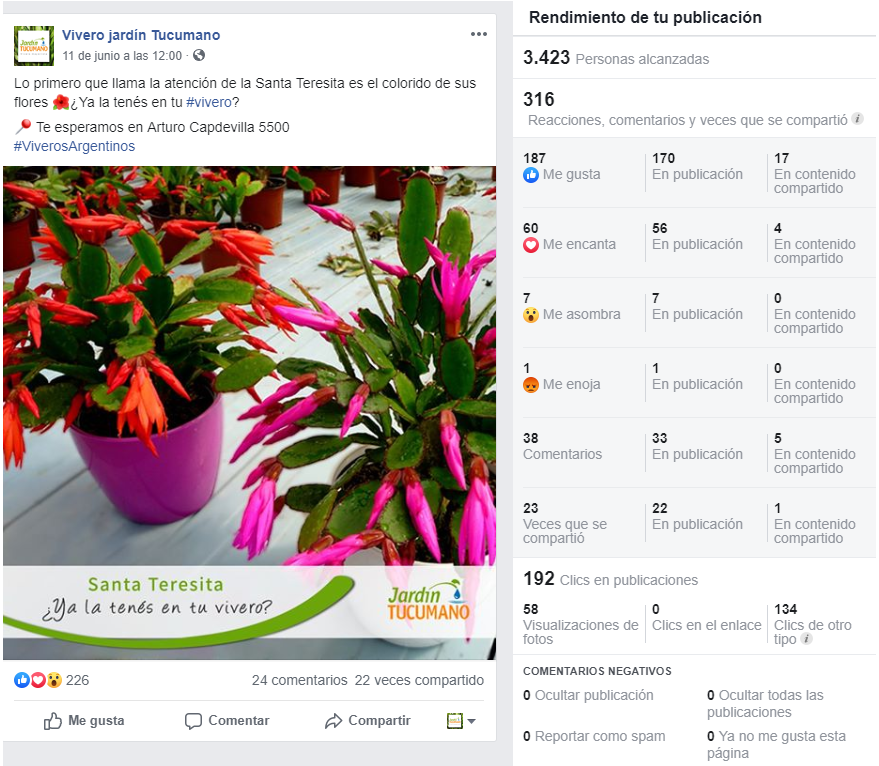 Vivero jardín Tucumano
11 de junio a las 12:00 ·
Lo primero que llama la atención de la Santa Teresita es el colorido de sus
flores 🌺¿Ya la tenés en tu #vivero?
📍 Te esperamos en Arturo Capdevilla 5500
#ViverosArgentinos
Santa Teresita
¿Ya la tenés en tu vivero?
Jardín
TUCUMANO
226
24 comentarios 22 veces compartido
Me gusta
Comentar
Compartir
Rendimiento de tu publicación
3.423 Personas alcanzadas
316
Reacciones, comentarios y veces que se compartió
187
Me gusta
170
En publicación
17
En contenido
compartido
60
Me encanta
56
En publicación
4
En contenido
compartido
7
Me asombra
7
En publicación
0
En contenido
compartido
1
Me enoja
1
En publicación
0
En contenido
compartido
38
Comentarios
33
En publicación
5
En contenido
compartido
23
Veces que se
compartió
22
En publicación
1
En contenido
compartido
192 Clics en publicaciones
58
Visualizaciones de
fotos
0
Clics en el enlace
134
Clics de otro
tipo
COMENTARIOS NEGATIVOS
0 Ocultar publicación
0 Ocultar todas las
publicaciones
0 Reportar como spam
0 Ya no me gusta esta
página